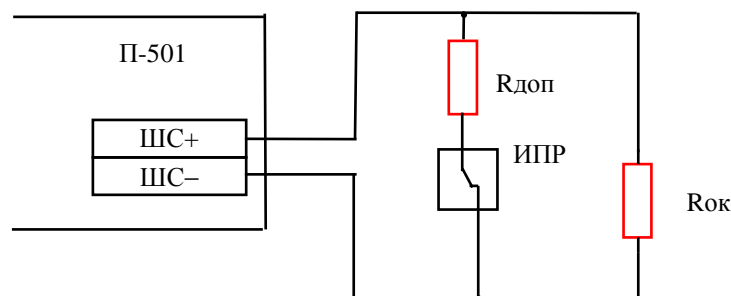 П-501
Rдоп
ШС+
ИПР
ШС−
Rок